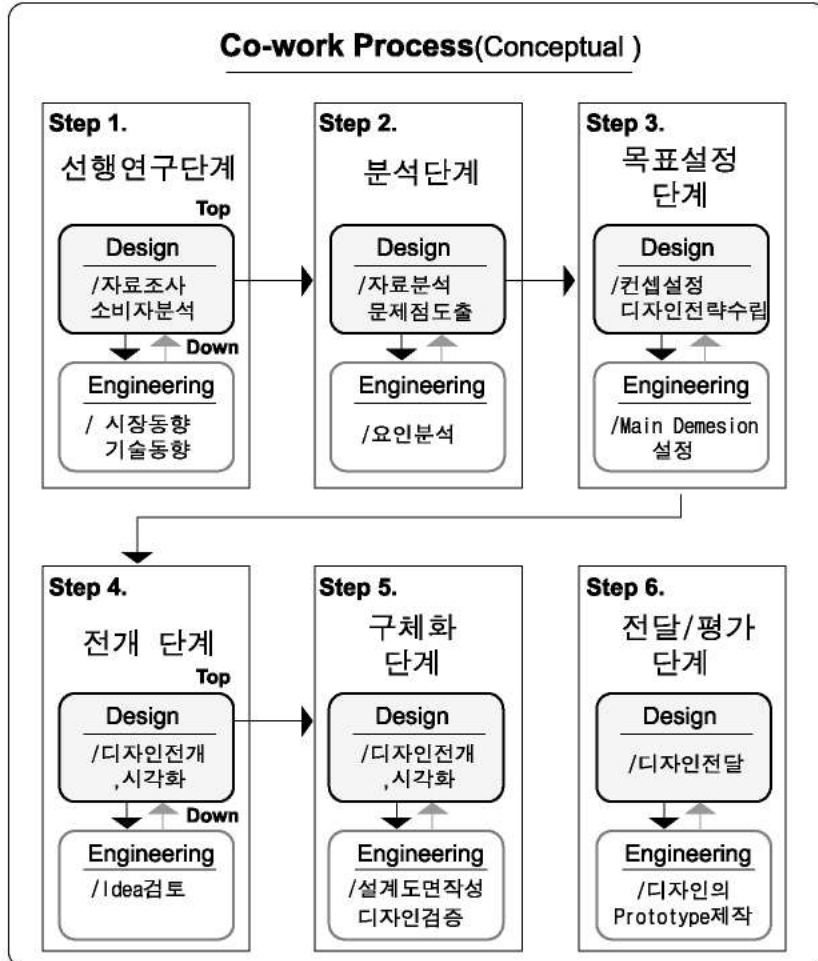 Co-work Process(Conceptual )
Step 1.
선행연구단계
Top
Design
/자료조사
소비자분석
Down
Engineering
/ 시장동향
기술동향
Step 2.
분석단계
Design
/자료분석
문제점도출
Engineering
/요인분석
Step 3.
목표설정
단계
Design
/컨셉설정
디자인전략수립
Engineering
/Main Demesion
설정
Step 4.
전개 단계
Top
Design
/디자인전개
,시각화
Down
Engineering
/Idea검토
Step 5.
구체화
단계
Design
/디자인전개
,시각화
Engineering
/설계도면작성
디자인검증
Step 6.
전달/평가
단계
Design
/디자인전달
Engineering
/디자인의
Prototype제작